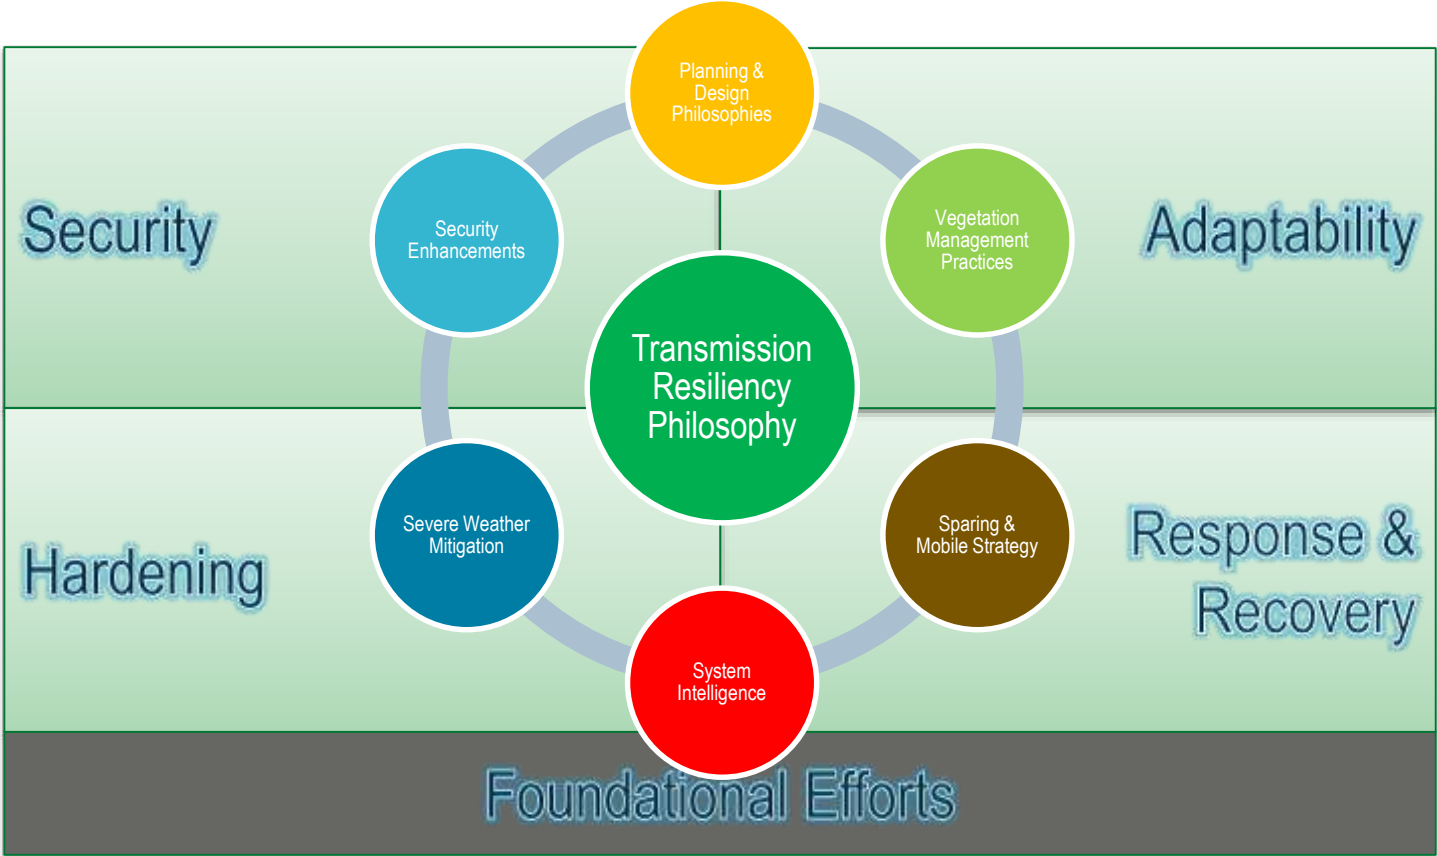 Planning &
Design
Philosophies
Security
Enhancements
Vegetation
Management
Practices
Security
Adaptability
Transmission
Resiliency
Philosophy
Severe Weather
Mitigation
Sparing &
Mobile Strategy
Hardening
Response &
Recovery
System
Intelligence
Foundational Efforts